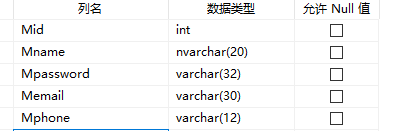 列名 数据类型 允许 Null 值
Mid int
Mname nvarchar(20)
Mpassword varchar(32)
Memail varchar(30)
Mphone varchar(12)